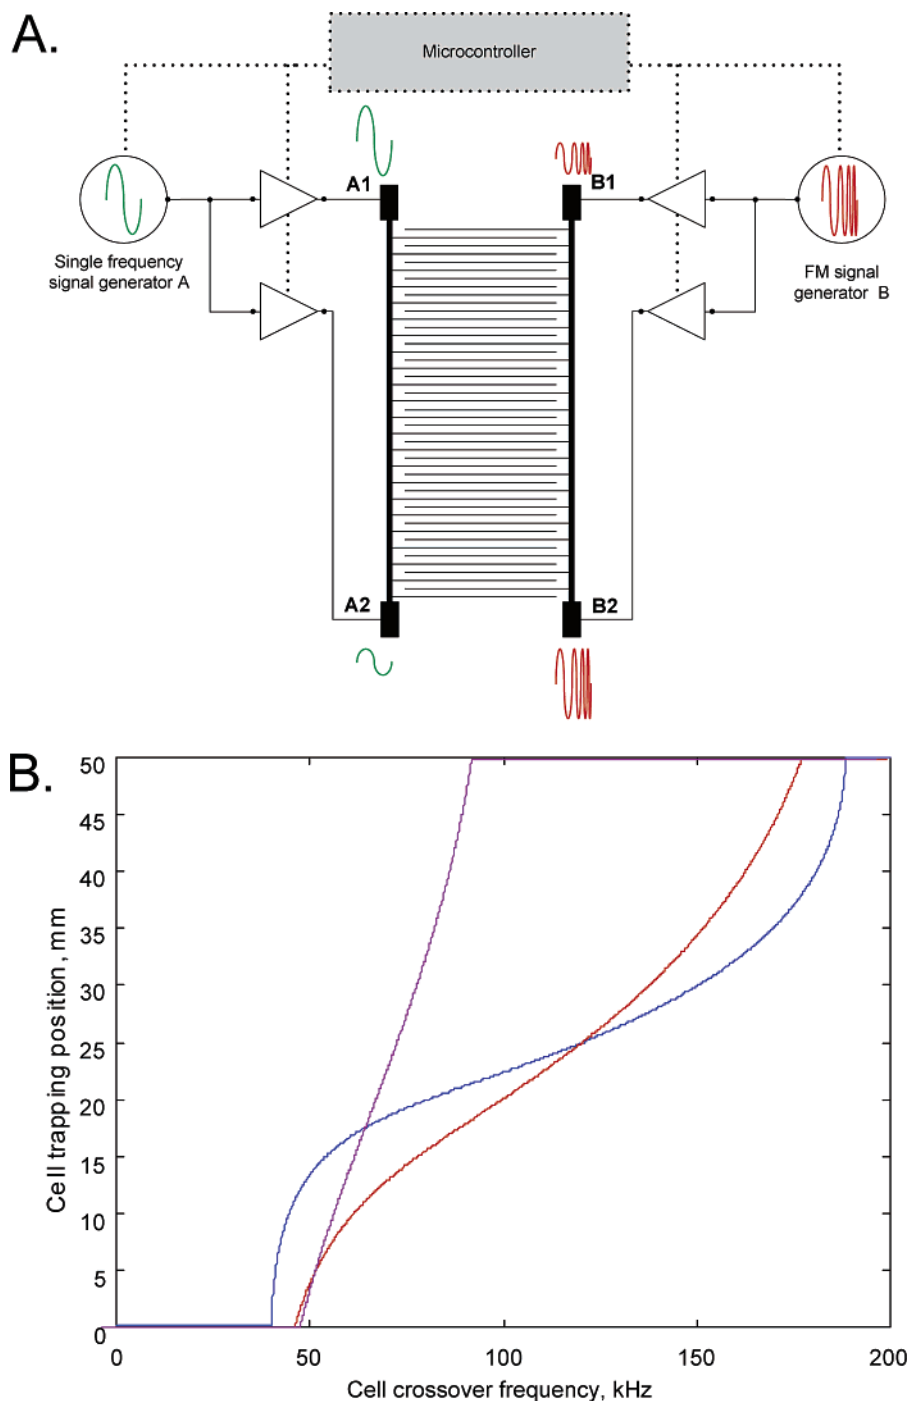 A.
Microcontroller
A1
B1
Single frequency
signal generator A
FM signal
generator B
A2
B2
B.
50
45
40
35
30
25
20
15
10
5
0
Cell trapping position, mm
0 50 100 150 200
Cell crossover frequency, kHz